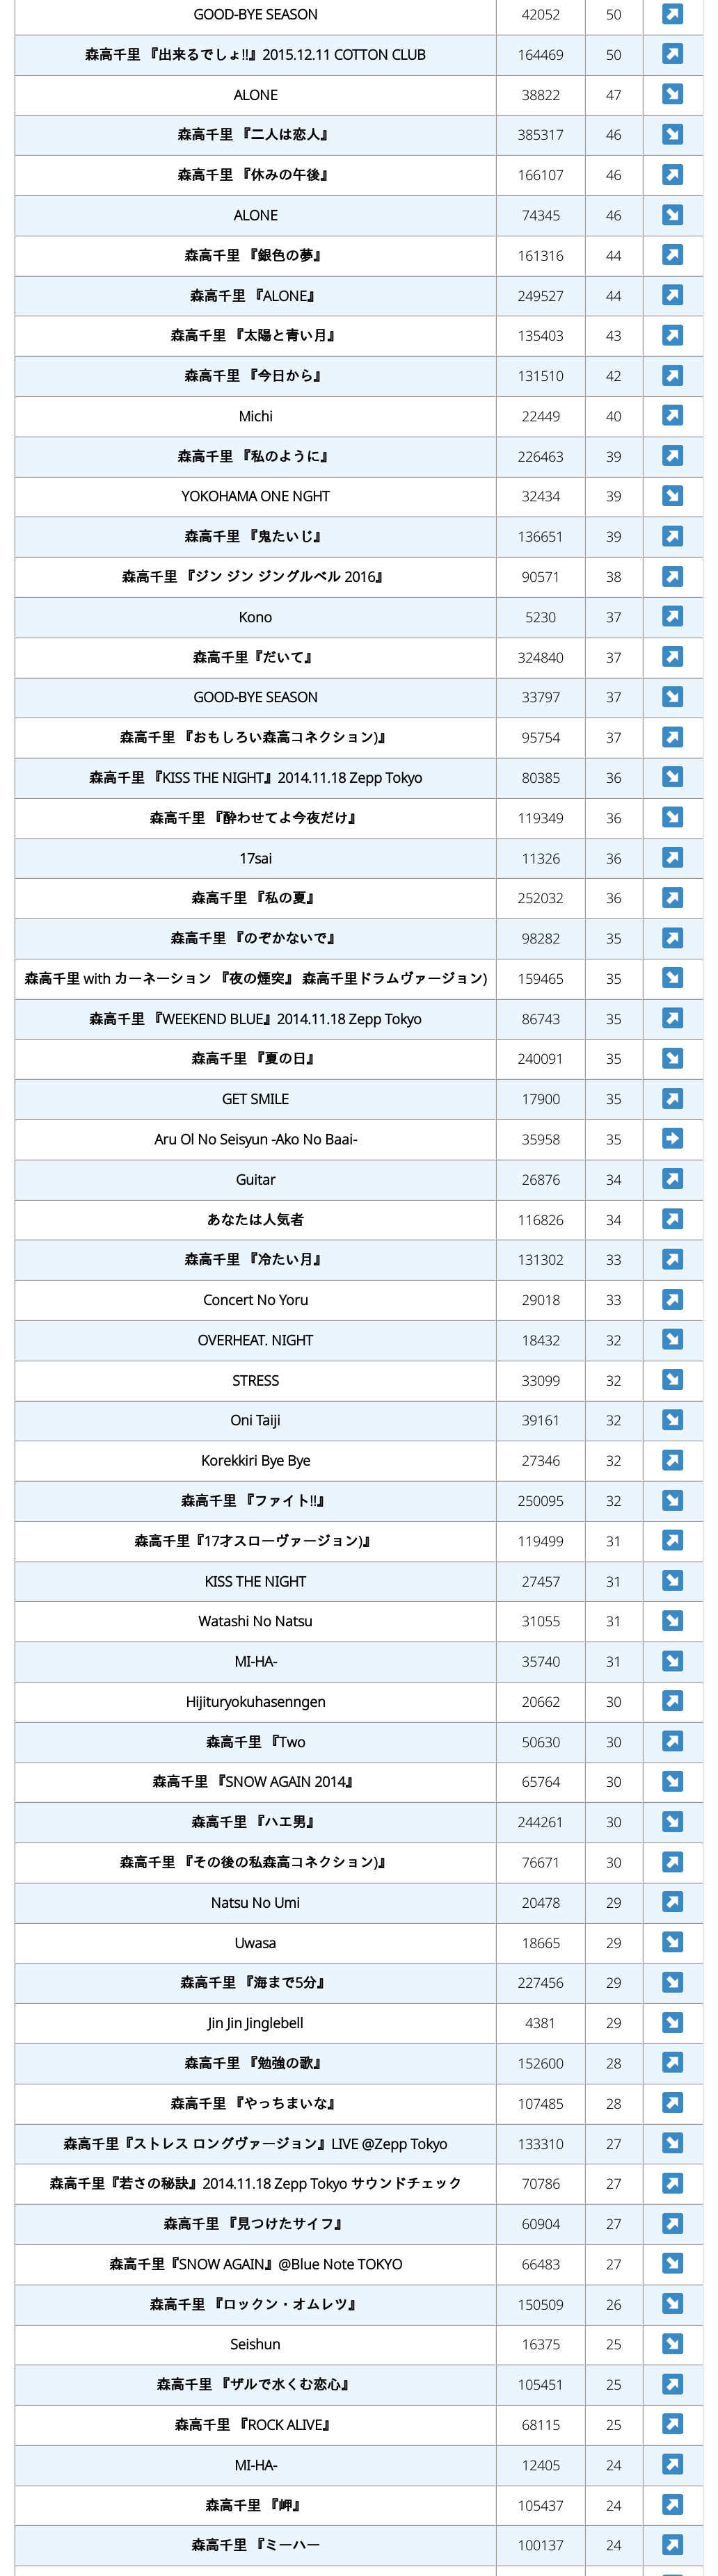 GOOD-BYE SEASON 42052 50
森高千里 『出来るでしょ!!』2015.12.11 COTTON CLUB 164469 50
ALONE 38822 47
森高千里 『二人は恋人』 385317 46
森高千里 『休みの午後』 166107 46
ALONE 74345 46
森高千里 『銀色の夢』 161316 44
森高千里 『ALONE』 249527 44
森高千里 『太陽と青い月』 135403 43
森高千里 『今日から』 131510 42
Michi 22449 40
森高千里 『私のように』 226463 39
YOKOHAMA ONE NGHT 32434 39
森高千里 『鬼たいじ』 136651 39
森高千里 『ジン ジン ジングルベル 2016』 90571 38
Kono 5230 37
森高千里『だいて』 324840 37
GOOD-BYE SEASON 33797 37
森高千里 『おもしろい森高コネクション)』 95754 37
森高千里 『KISS THE NIGHT』2014.11.18 Zepp Tokyo 80385 36
森高千里 『酔わせてよ今夜だけ』 119349 36
17sai 11326 36
森高千里 『私の夏』 252032 36
森高千里 『のぞかないで』 98282 35
森高千里 with カーネーション 『夜の煙突』 森高千里ドラムヴァージョン) 159465 35
森高千里 『WEEKEND BLUE』2014.11.18 Zepp Tokyo 86743 35
森高千里 『夏の日』 240091 35
GET SMILE 17900 35
Aru Ol No Seisyun -Ako No Baai- 35958 35
Guitar 26876 34
あなたは人気者 116826 34
森高千里 『冷たい月』 131302 33
Concert No Yoru 29018 33
OVERHEAT. NIGHT 18432 32
STRESS 33099 32
Oni Taiji 39161 32
Korekkiri Bye Bye 27346 32
森高千里 『ファイト!!』 250095 32
森高千里『17才スローヴァージョン)』 119499 31
KISS THE NIGHT 27457 31
Watashi No Natsu 31055 31
MI-HA- 35740 31
Hijituryokuhasenngen 20662 30
森高千里 『Two 50630 30
森高千里 『SNOW AGAIN 2014』 65764 30
森高千里 『ハエ男』 244261 30
森高千里 『その後の私森高コネクション)』 76671 30
Natsu No Umi 20478 29
Uwasa 18665 29
森高千里 『海まで5分』 227456 29
Jin Jin Jinglebell 4381 29
森高千里 『勉強の歌』 152600 28
森高千里 『やっちまいな』 107485 28
森高千里『ストレス ロングヴァージョン』LIVE @Zepp Tokyo 133310 27
森高千里『若さの秘訣』2014.11.18 Zepp Tokyo サウンドチェック 70786 27
森高千里 『見つけたサイフ』 60904 27
森高千里『SNOW AGAIN』@Blue Note TOKYO 66483 27
森高千里 『ロックン・オムレツ』 150509 26
Seishun 16375 25
森高千里 『ザルで水くむ恋心』 105451 25
森高千里 『ROCK ALIVE』 68115 25
MI-HA- 12405 24
森高千里 『岬』 105437 24
森高千里 『ミーハー 100137 24